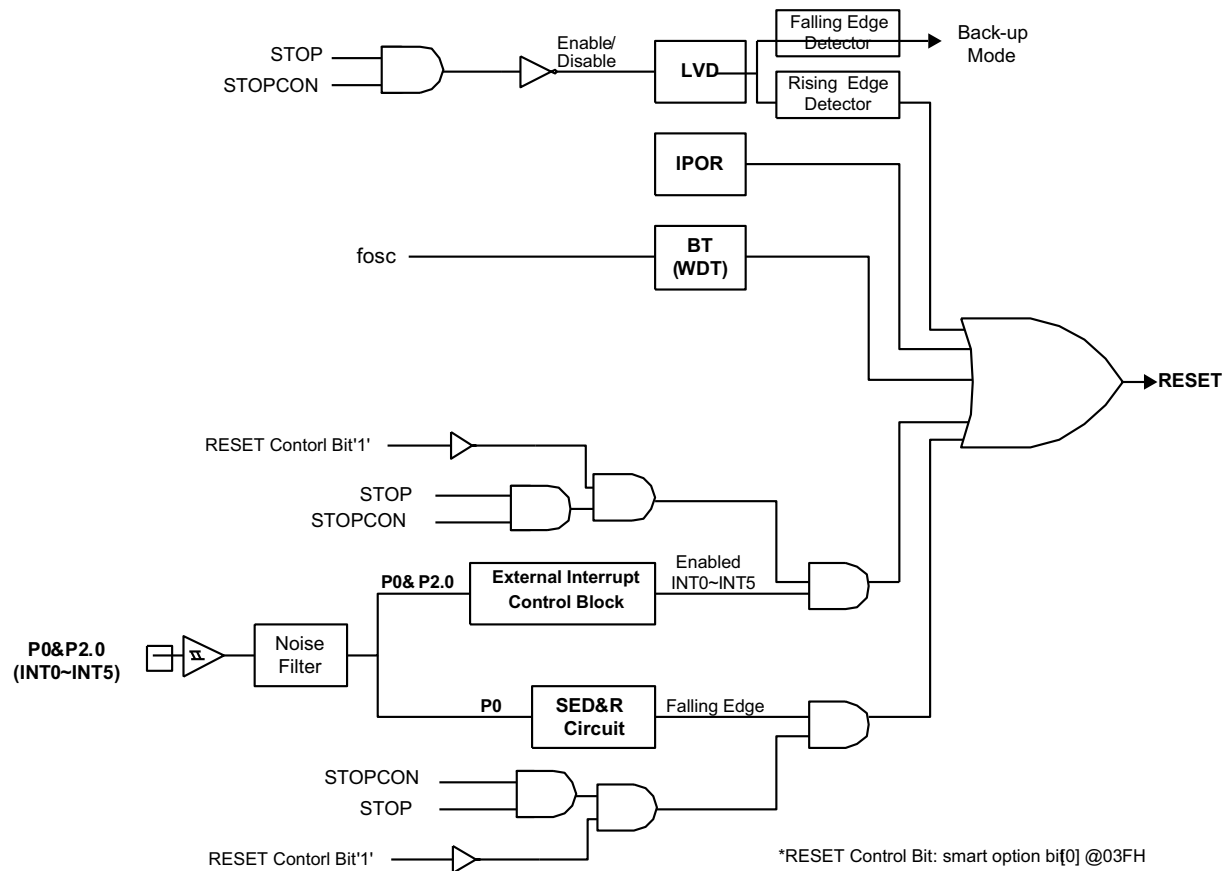 Falling Edge
Detector
Back-up
Mode
STOP
STOPCON
Enable/
Disable
LVD
Rising Edge
Detector
IPOR
fosc
BT
(WDT)
RESET
RESET Contorl Bit'1'
STOP
STOPCON
P0& P2.0
External Interrupt
Control Block
Enabled
INT0~INT5
P0&P2.0
(INT0~INT5)
Noise
Filter
P0
SED&R
Circuit
Falling Edge
STOPCON
STOP
RESET Contorl Bit'1'
*RESET Control Bit: smart option bit[0] @03FH